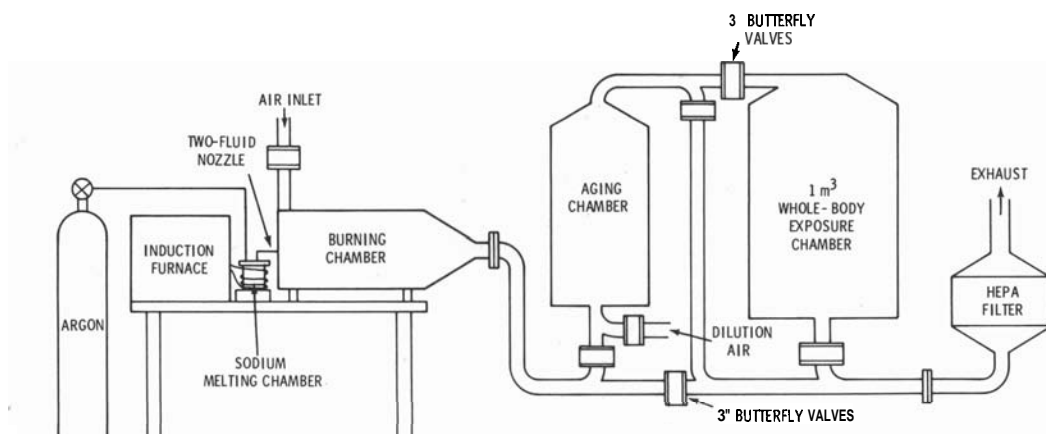 3 BUTTERFLY
VALVES
AIR INLET
TWO-FLUID
NOZZLE
EXHAUST
AGING
CHAMBER
1 m³
WHOLE-BODY
EXPOSURE
CHAMBER
INDUCTION
FURNACE
BURNING
CHAMBER
HEPA
FILTER
ARGON
DILUTION
AIR
SODIUM
MELTING CHAMBER
3" BUTTERFLY VALVES